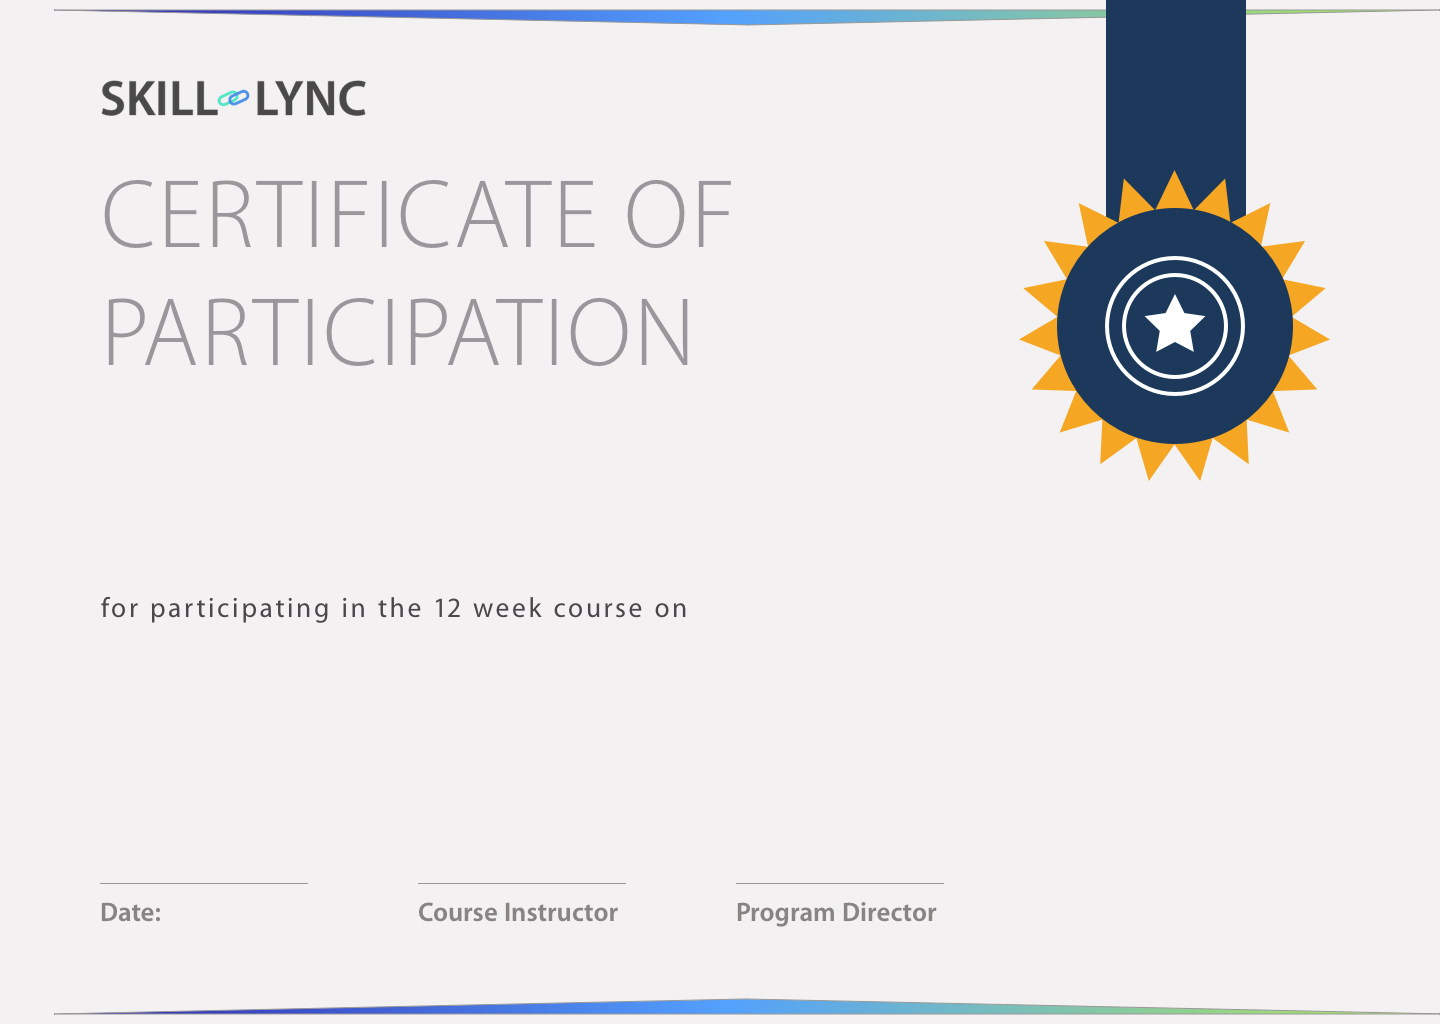 SKILL LYNC
CERTIFICATE OF
PARTICIPATION
for participating in the 12 week course on
Date:
Course Instructor
Program Director